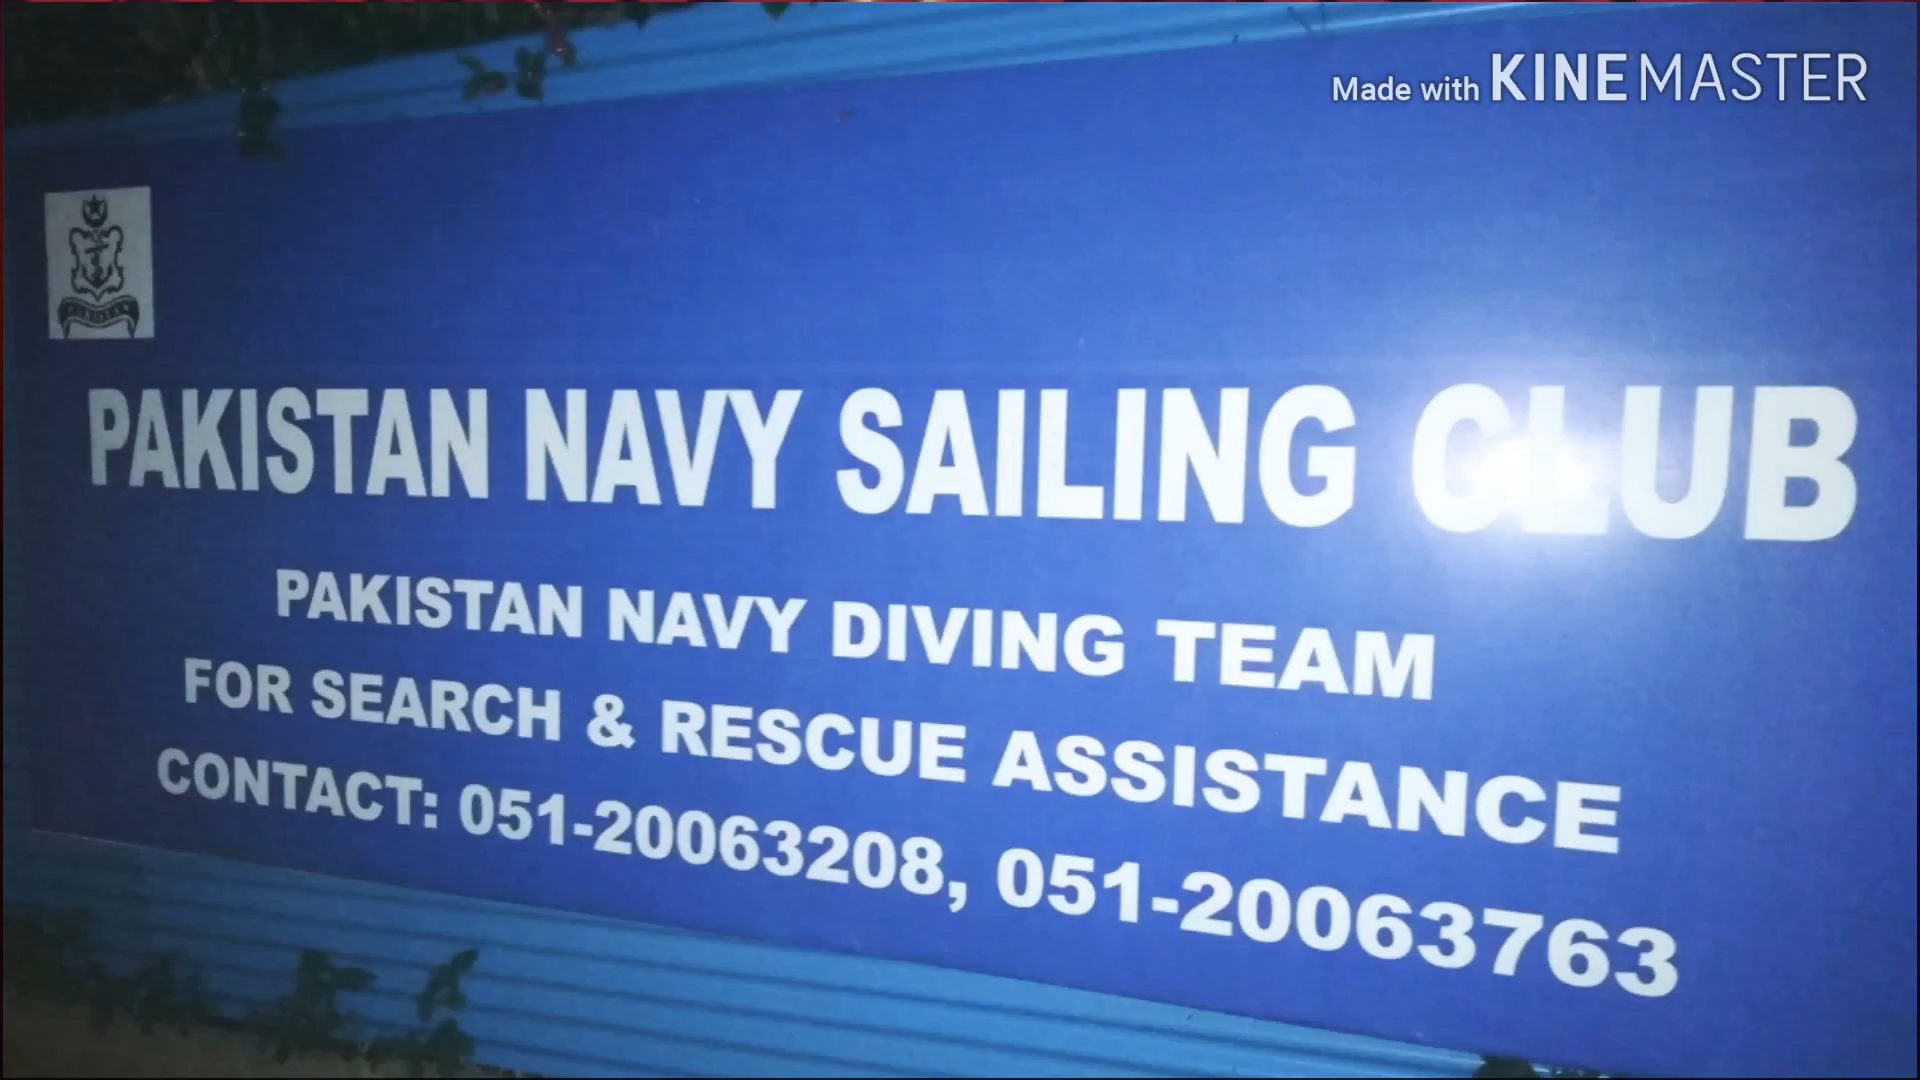 Made with KINEMASTER
PAKISTAN
PAKISTAN NAVY SAILING CLUB
PAKISTAN NAVY DIVING TEAM
FOR SEARCH & RESCUE ASSISTANCE
CONTACT: 051-20063208, 051-20063763